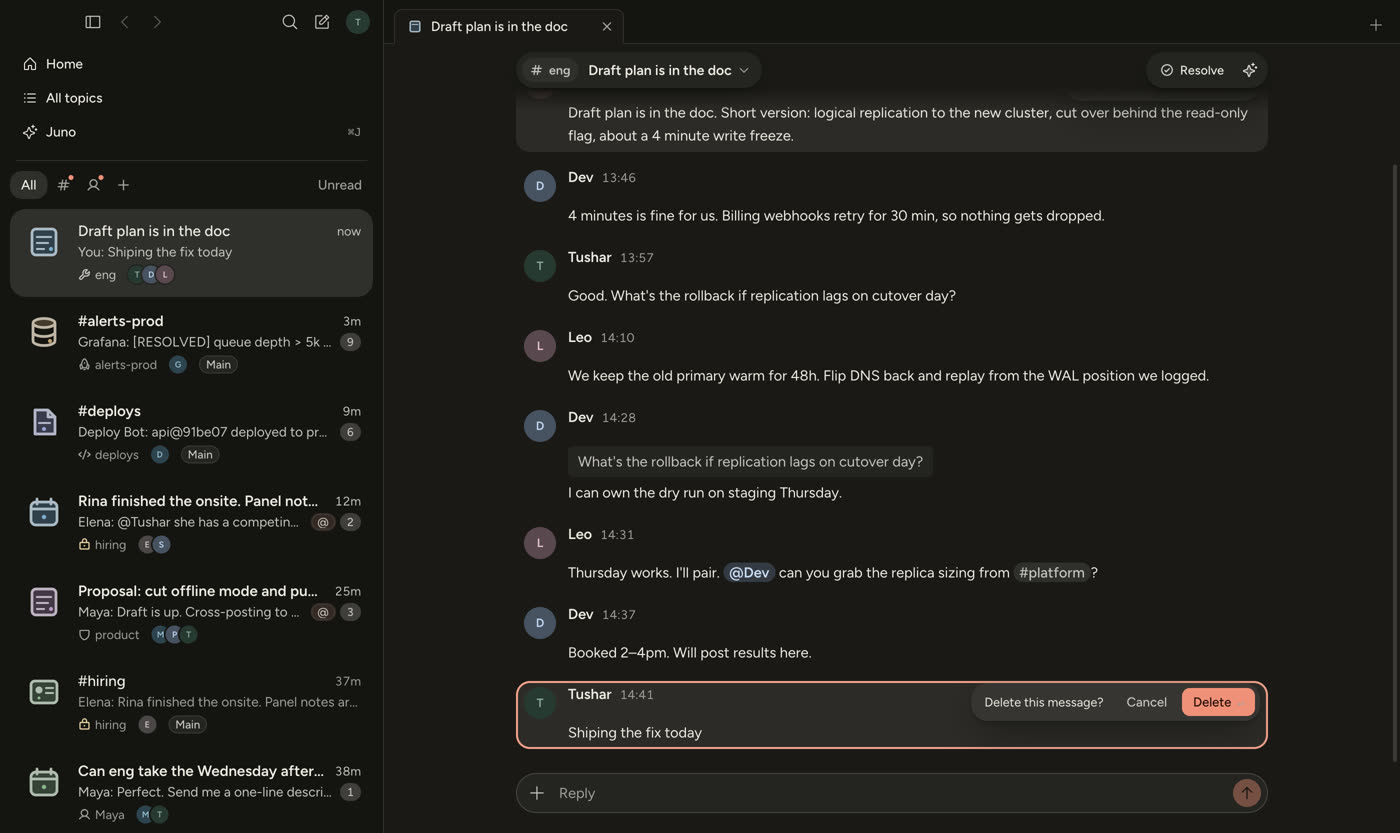 T
Home
All topics
Juno ⌘J
All
Unread
Draft plan is in the doc now
You: Shiping the fix today
eng T D L
#alerts-prod 3m
Grafana: [RESOLVED] queue depth > 5k ... 9
alerts-prod G Main
#deploys 9m
Deploy Bot: api@91be07 deployed to pr... 6
deploys D Main
Rina finished the onsite. Panel not... 12m
Elena: @Tushar she has a competin... @ 2
hiring E S
Proposal: cut offline mode and pu... 25m
Maya: Draft is up. Cross-posting to ... @ 3
product M P T
#hiring 37m
Elena: Rina finished the onsite. Panel notes ar...
hiring E Main
Can eng take the Wednesday after... 38m
Maya: Perfect. Send me a one-line descri... 1
Maya M T
Draft plan is in the doc
# eng Draft plan is in the doc
Resolve
Draft plan is in the doc. Short version: logical replication to the new cluster, cut over behind the read-only
flag, about a 4 minute write freeze.
D
Dev 13:46
4 minutes is fine for us. Billing webhooks retry for 30 min, so nothing gets dropped.
T
Tushar 13:57
Good. What's the rollback if replication lags on cutover day?
L
Leo 14:10
We keep the old primary warm for 48h. Flip DNS back and replay from the WAL position we logged.
D
Dev 14:28
What's the rollback if replication lags on cutover day?
I can own the dry run on staging Thursday.
L
Leo 14:31
Thursday works. I'll pair. @Dev can you grab the replica sizing from #platform?
D
Dev 14:37
Booked 2–4pm. Will post results here.
T
Tushar 14:41
Delete this message? Cancel Delete
Shiping the fix today
Reply